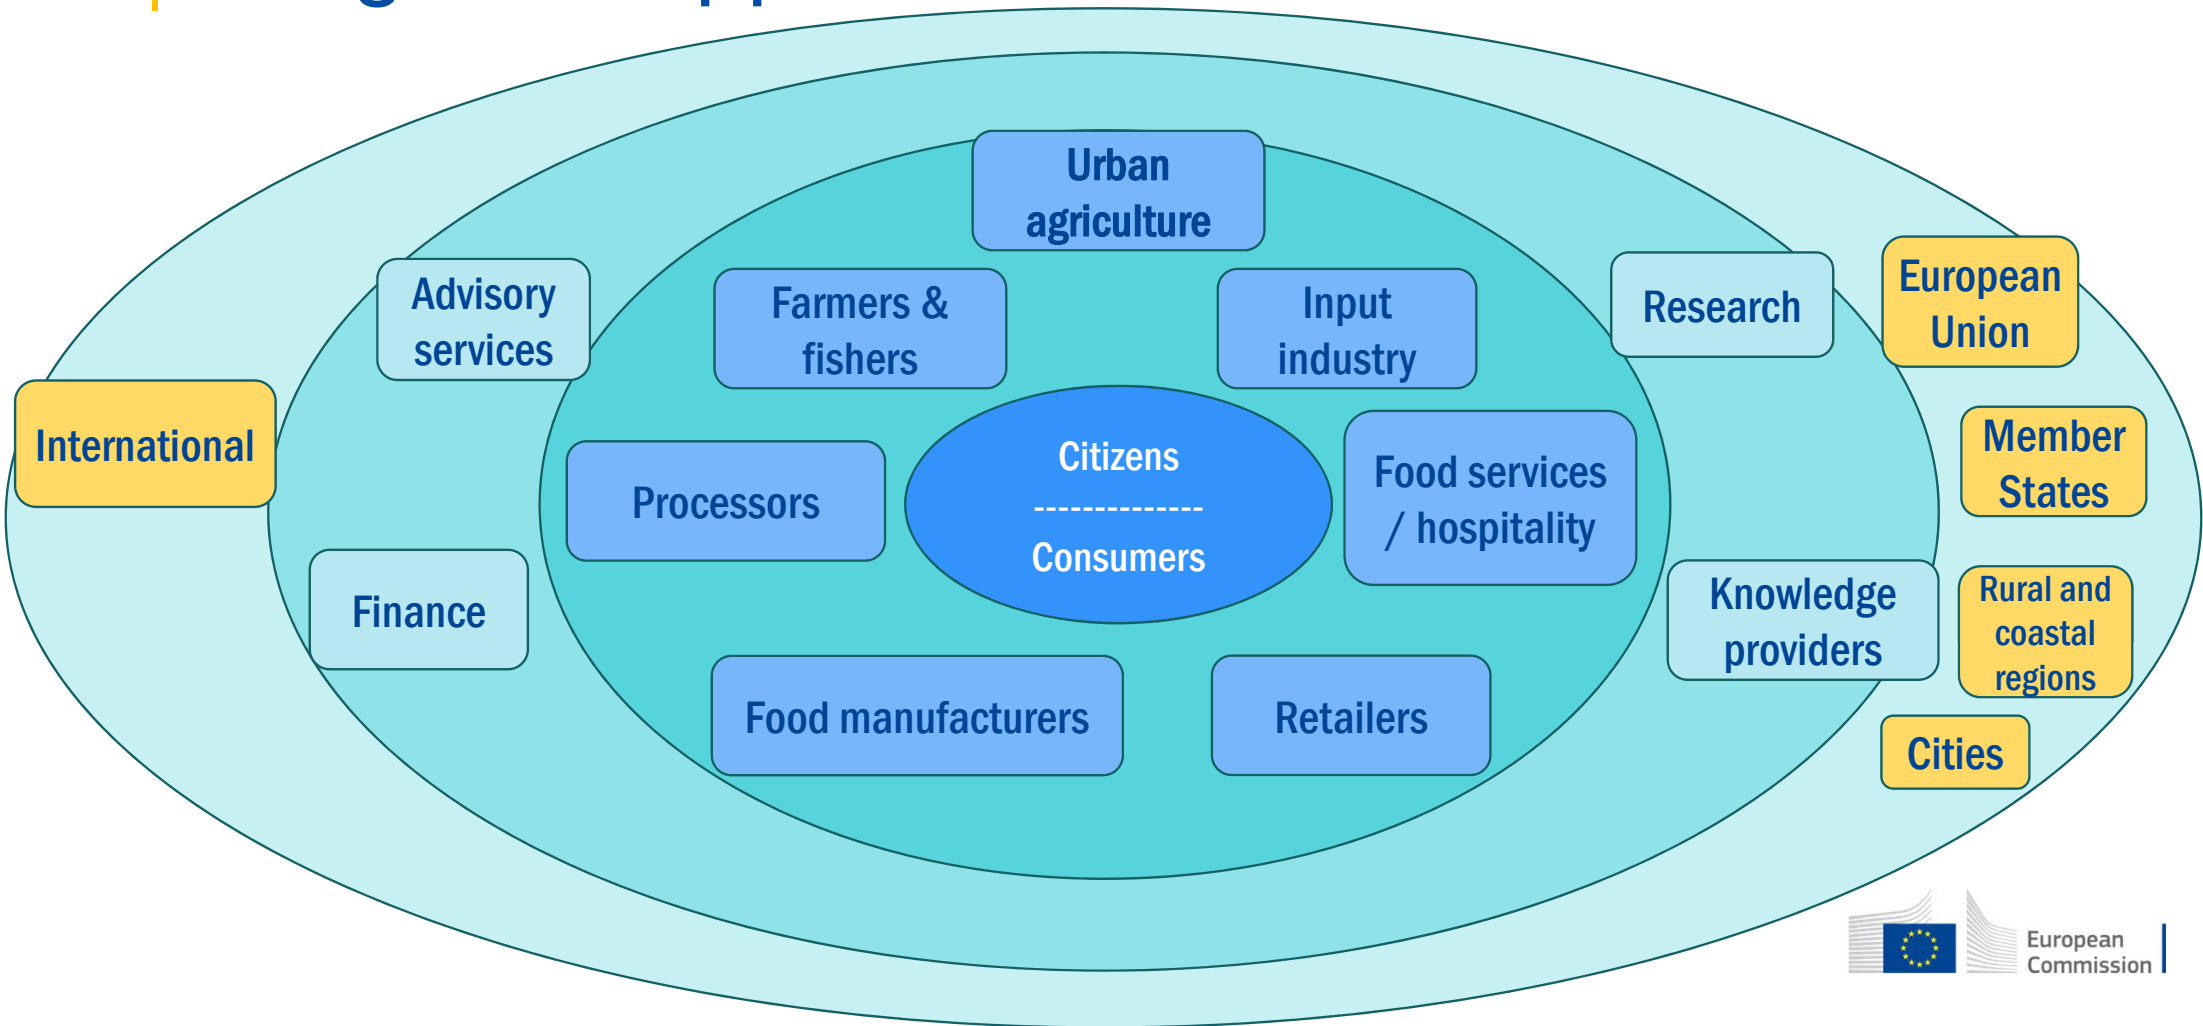 Urban
agriculture
Advisory
services
Farmers &
fishers
Input
industry
Research
European
Union
International
Processors
Citizens
--------------
Consumers
Food services
/ hospitality
Member
States
Finance
Knowledge
providers
Rural and
coastal
regions
Food manufacturers
Retailers
Cities
European
Commission